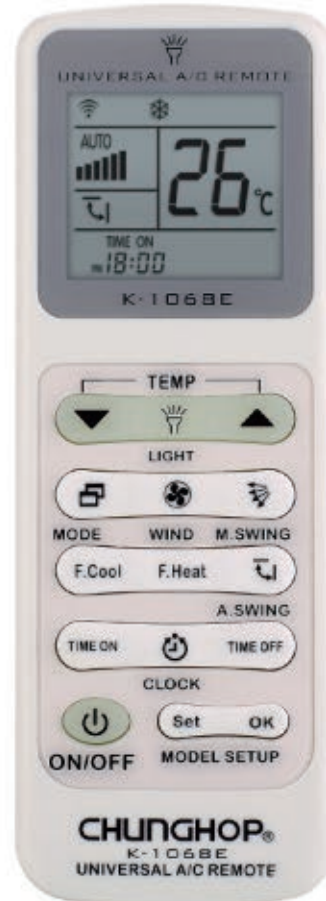 UNIVERSAL A/C REMOTE
AUTO
26°C
TIME ON
18:00
K-1068E
TEMP
LIGHT
MODE WIND M.SWING
F.Cool F.Heat
A.SWING
TIME ON TIME OFF
CLOCK
Set OK
ON/OFF MODEL SETUP
CHUNGHOP®
K-1068E
UNIVERSAL A/C REMOTE